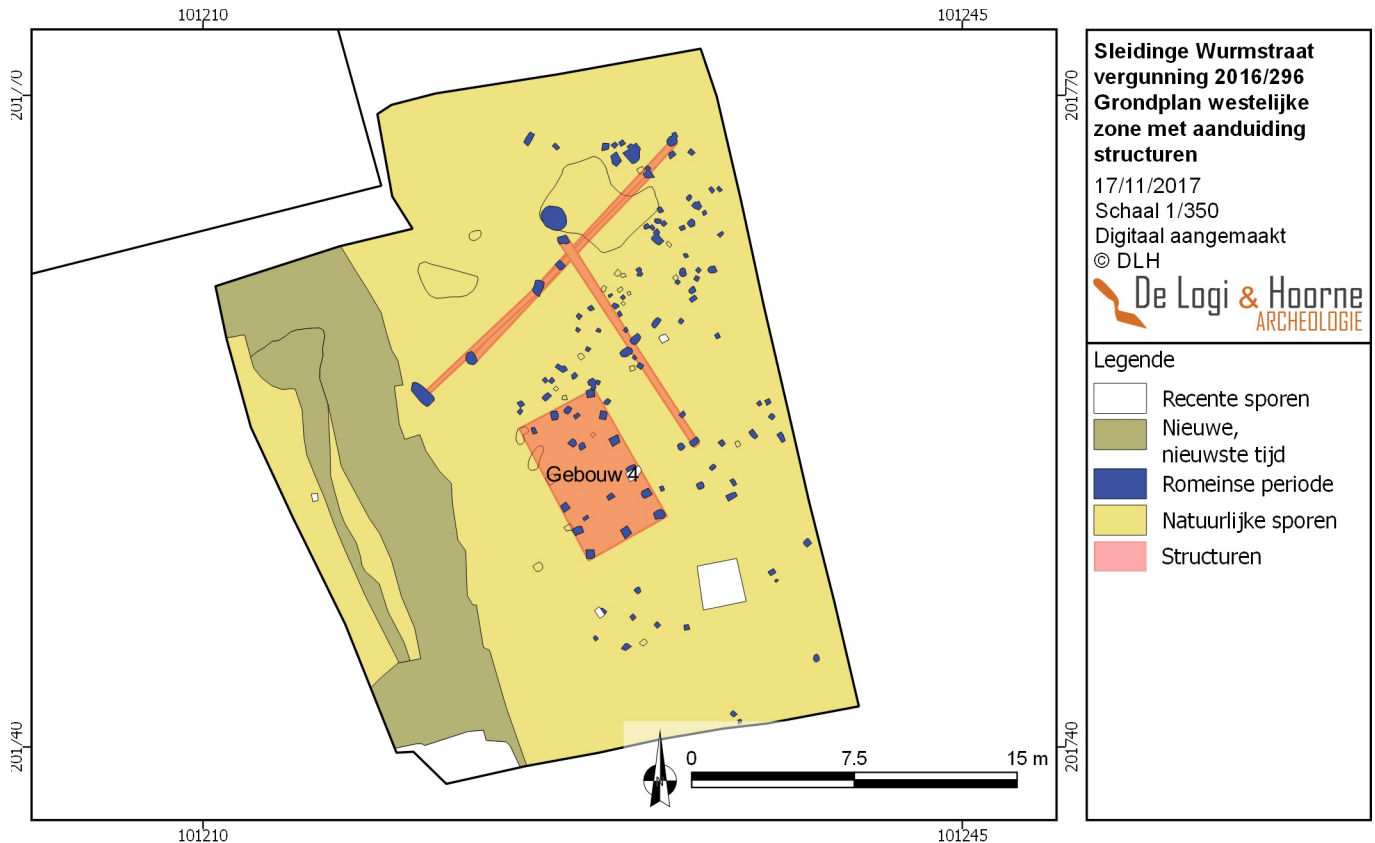 101210
101245
Sleidinge Wurmstraat
vergunning 2016/296
Grondplan westelijke
zone met aanduiding
structuren
17/11/2017
Schaal 1/350
Digitaal aangemaakt
© DLH
De Logi & Hoorne
ARCHEOLOGIE
201770
201770
Legende
Recente sporen
Nieuwe,
nieuwste tijd
Romeinse periode
Natuurlijke sporen
Structuren
Gebouw 4
201740
201740
0 7.5 15 m
N
101210
101245